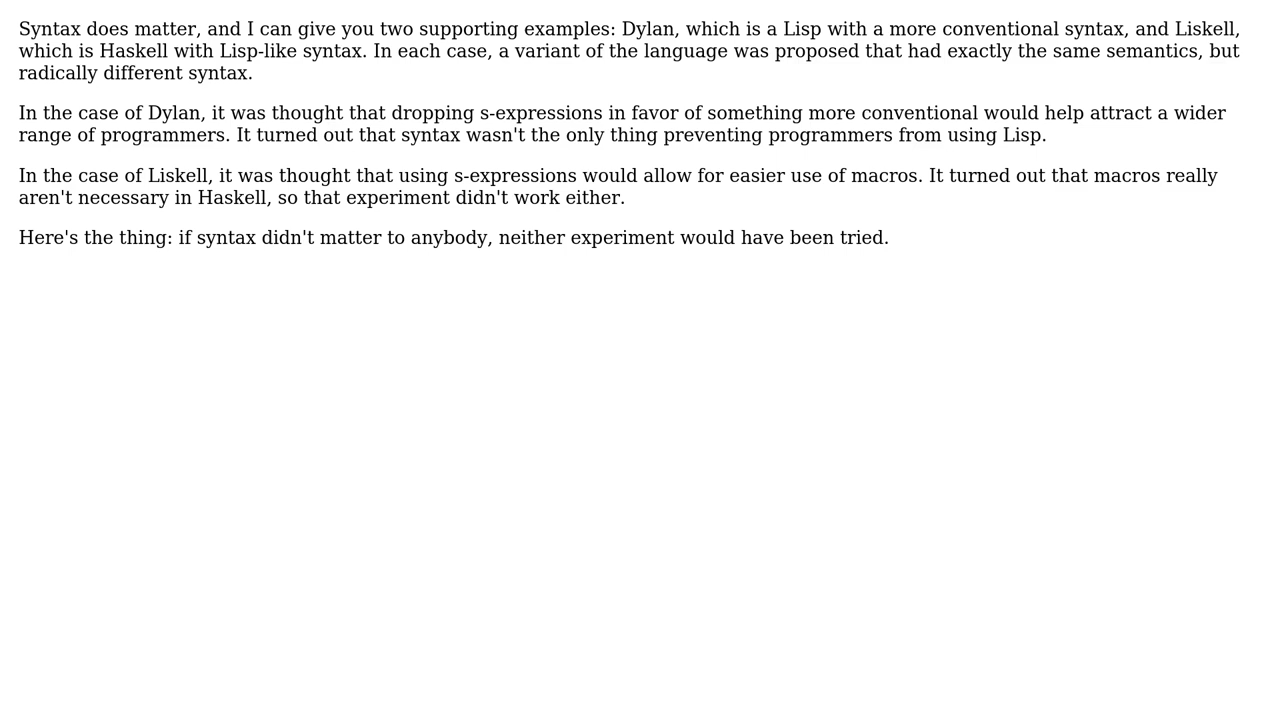 Syntax does matter, and I can give you two supporting examples: Dylan, which is a Lisp with a more conventional syntax, and Liskell,
which is Haskell with Lisp-like syntax. In each case, a variant of the language was proposed that had exactly the same semantics, but
radically different syntax.
In the case of Dylan, it was thought that dropping s-expressions in favor of something more conventional would help attract a wider
range of programmers. It turned out that syntax wasn't the only thing preventing programmers from using Lisp.
In the case of Liskell, it was thought that using s-expressions would allow for easier use of macros. It turned out that macros really
aren't necessary in Haskell, so that experiment didn't work either.
Here's the thing: if syntax didn't matter to anybody, neither experiment would have been tried.